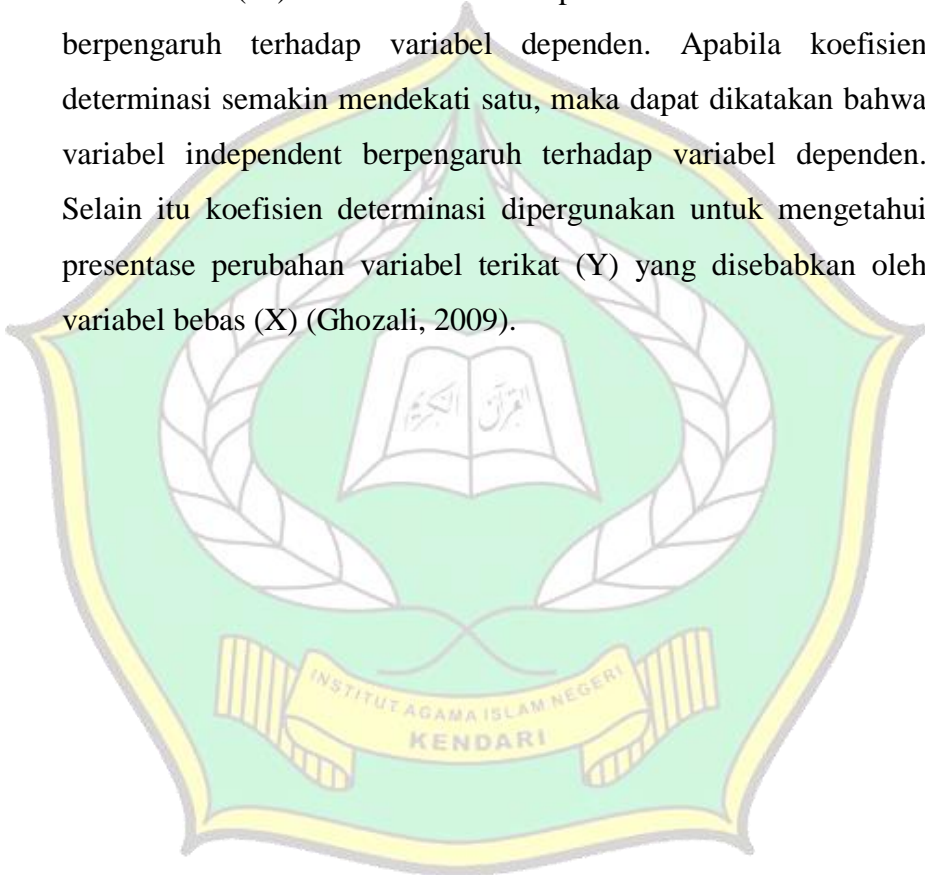 berpengaruh terhadap variabel dependen. Apabila koefisien
determinasi semakin mendekati satu, maka dapat dikatakan bahwa
variabel independent berpengaruh terhadap variabel dependen.
Selain itu koefisien determinasi dipergunakan untuk mengetahui
presentase perubahan variabel terikat (Y) yang disebabkan oleh
variabel bebas (X) (Ghozali, 2009).
القرآن الكريم
INSTITUT AGAMA ISLAM NEGERI
KENDARI